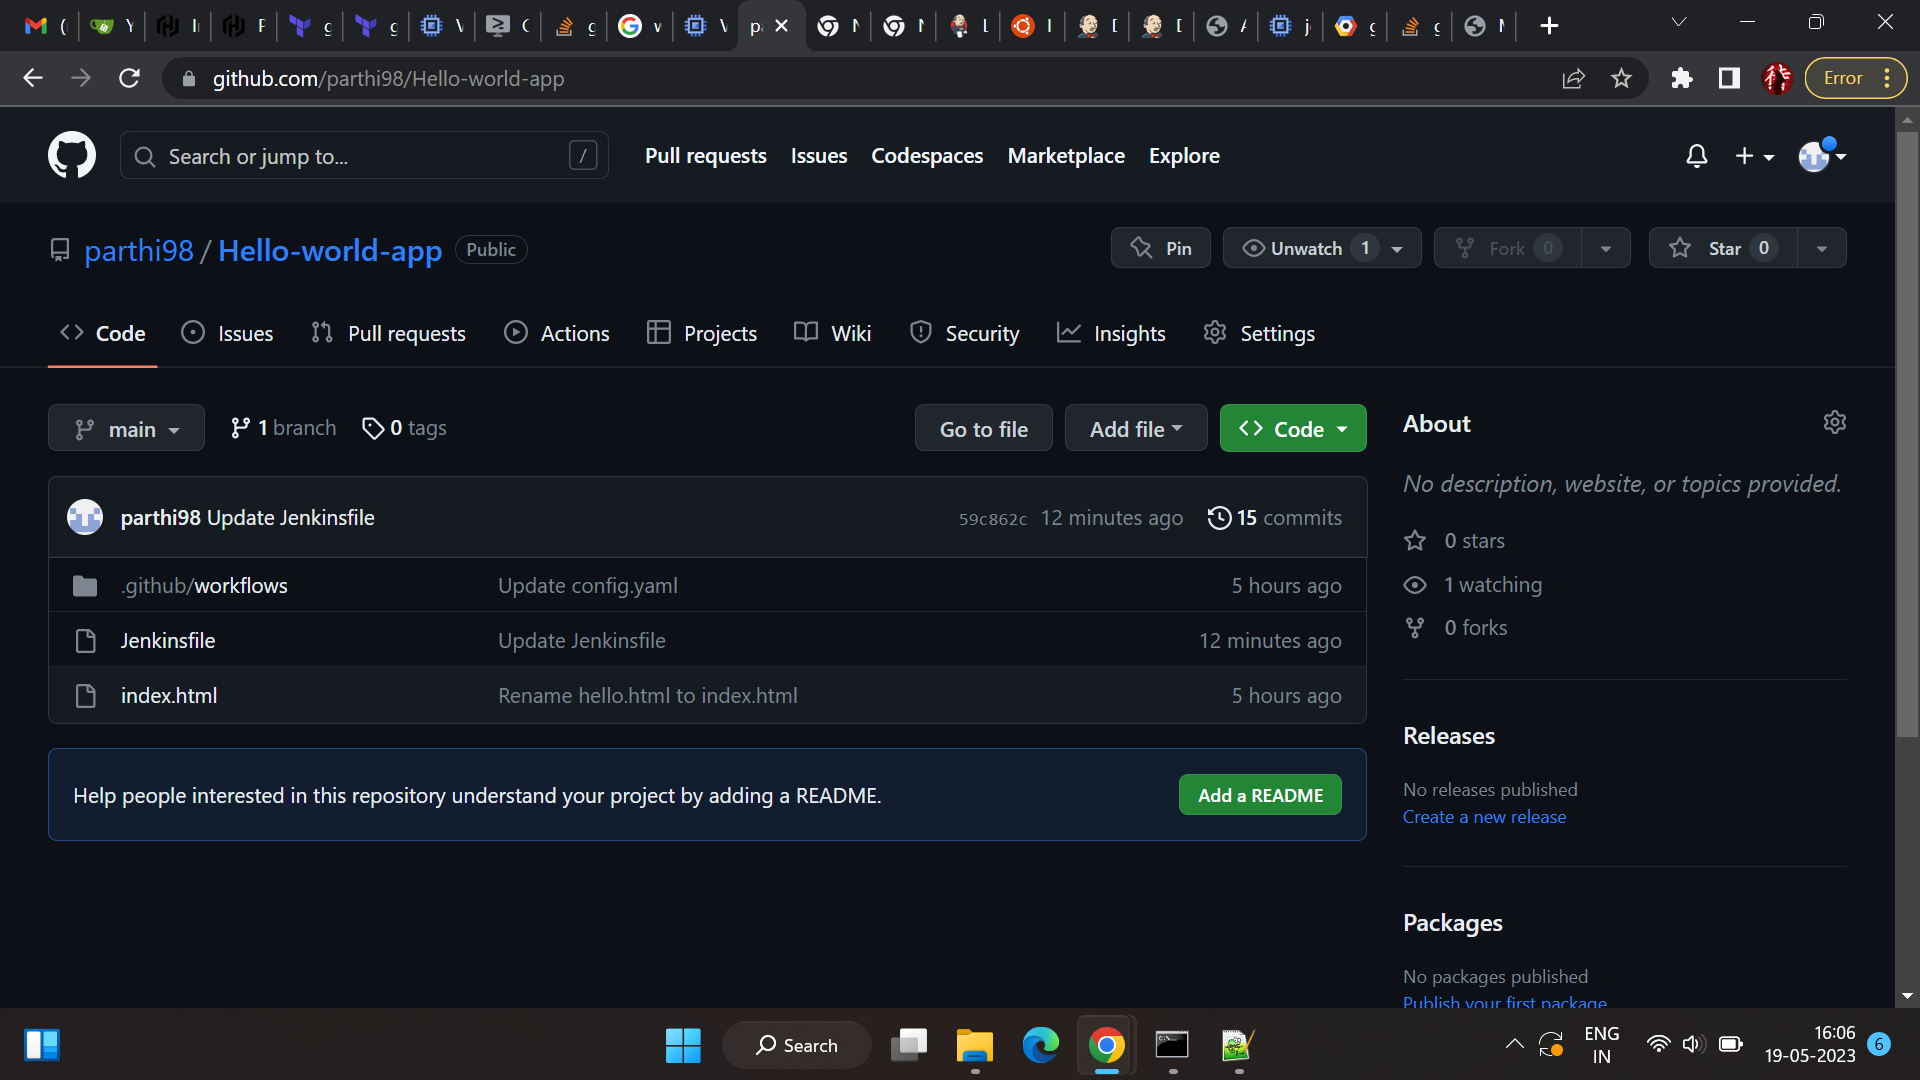 github.com/parthi98/Hello-world-app
Error
Search or jump to...
/
Pull requests
Issues
Codespaces
Marketplace
Explore
parthi98 / Hello-world-app
Public
Pin
Unwatch 1
Fork 0
Star 0
Code
Issues
Pull requests
Actions
Projects
Wiki
Security
Insights
Settings
main
1 branch
0 tags
Go to file
Add file
Code
parthi98 Update Jenkinsfile
59c862c 12 minutes ago
15 commits
.github/workflows
Update config.yaml
5 hours ago
Jenkinsfile
Update Jenkinsfile
12 minutes ago
index.html
Rename hello.html to index.html
5 hours ago
Help people interested in this repository understand your project by adding a README.
Add a README
About
No description, website, or topics provided.
0 stars
1 watching
0 forks
Releases
No releases published
Create a new release
Packages
No packages published
Publish your first package
Search
ENG
IN
16:06
19-05-2023
6